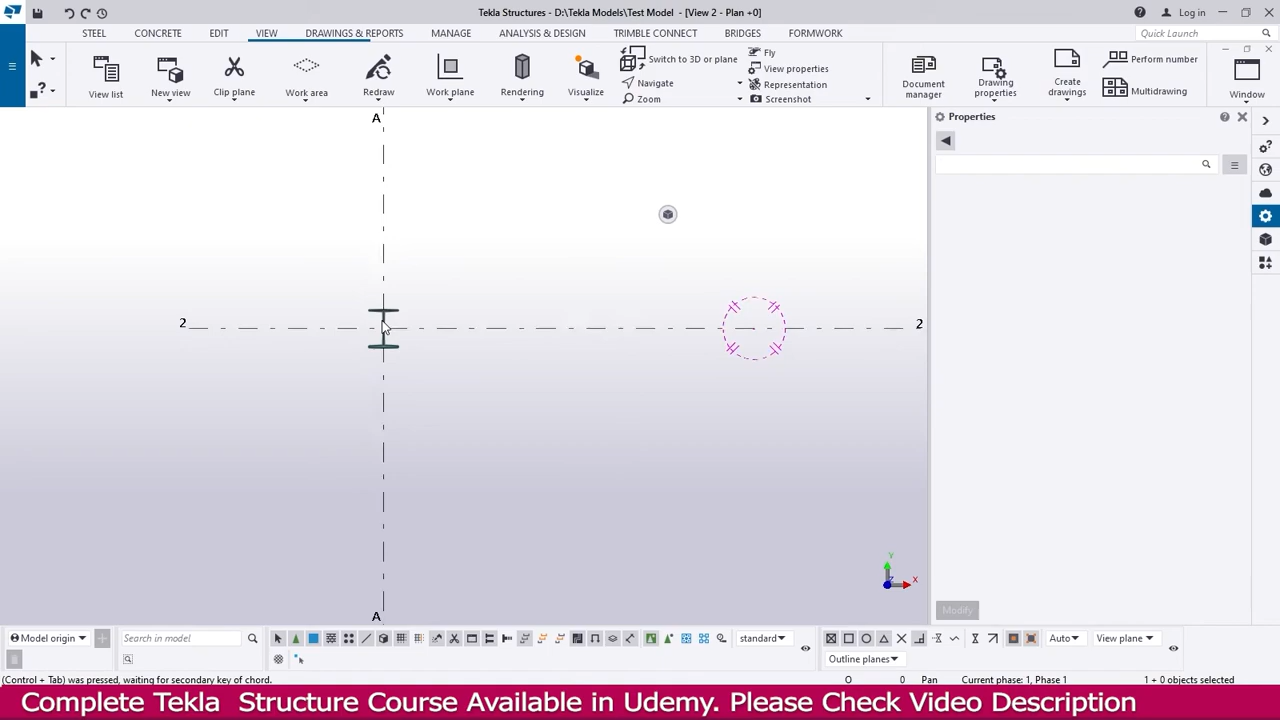 Tekla Structures - D:\Tekla Models\Test Model - [View 2 - Plan +0]
Log in
STEEL CONCRETE EDIT VIEW DRAWINGS & REPORTS MANAGE ANALYSIS & DESIGN TRIMBLE CONNECT BRIDGES FORMWORK Quick Launch
View list New view Clip plane Work area Redraw Work plane Rendering Visualize
Switch to 3D or plane
Navigate
Zoom
Fly
View properties
Representation
Screenshot
Document manager
Drawing properties
Create drawings
Perform number
Multidrawing
Window
A
Properties
2
2
Y
X
Z
A
Modify
Model origin
Search in model
standard
Auto
View plane
Outline planes
(Control + Tab) was pressed, waiting for secondary key of chord. O 0 Pan Current phase: 1, Phase 1 1 + 0 objects selected
Complete Tekla Structure Course Available in Udemy. Please Check Video Description